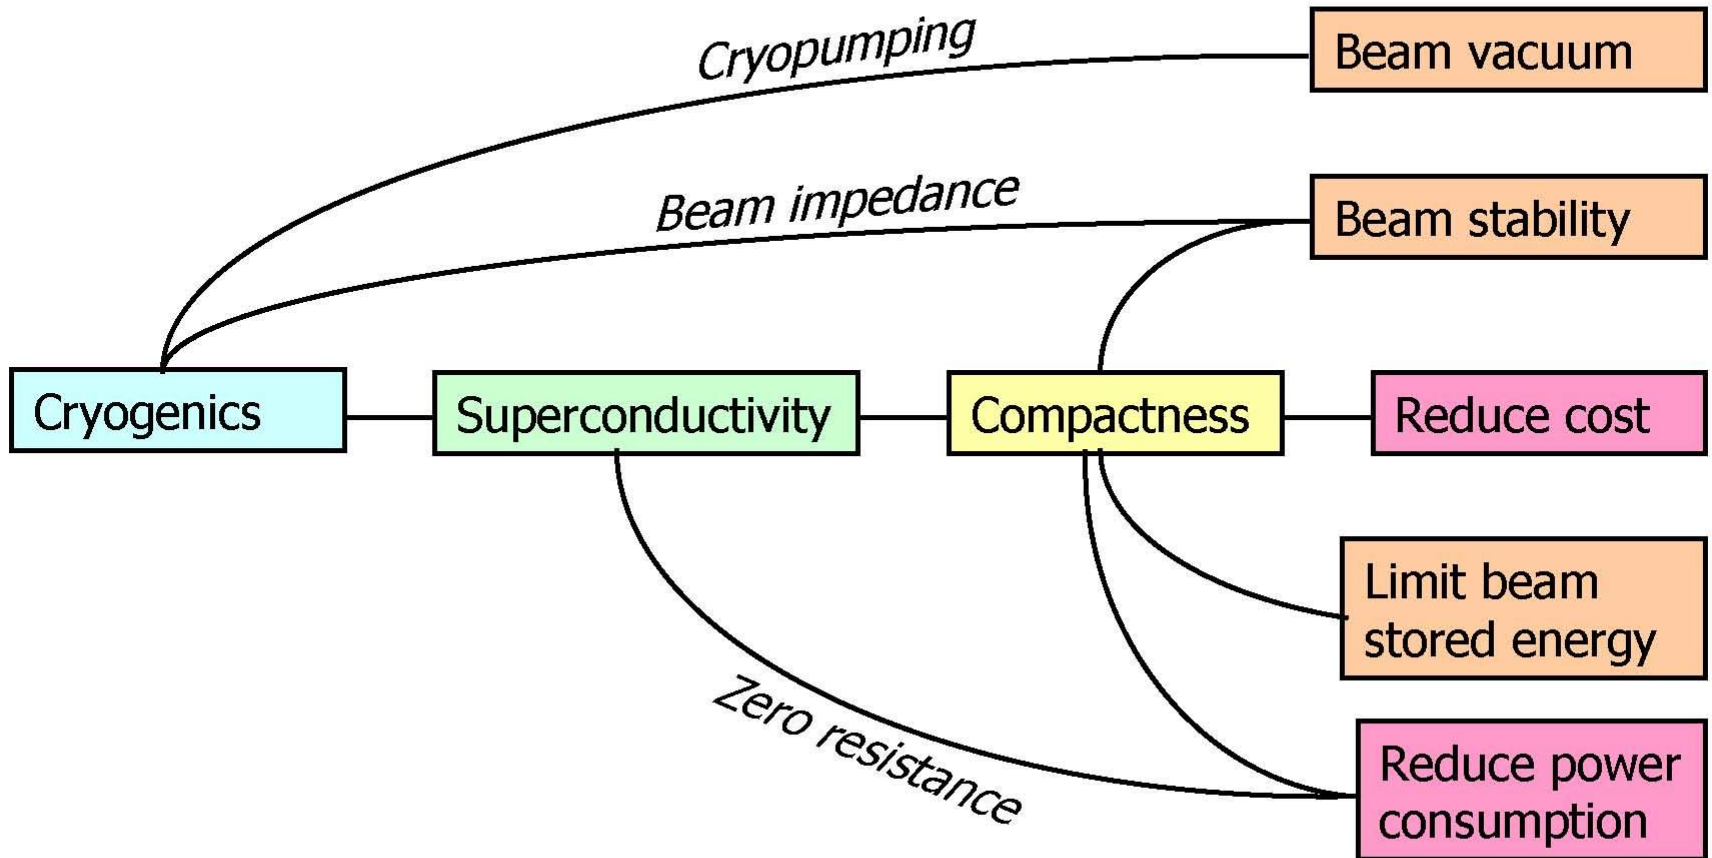 Cryopumping
Beam vacuum
Beam impedance
Beam stability
Cryogenics
Superconductivity
Compactness
Reduce cost
Limit beam
stored energy
Zero resistance
Reduce power
consumption